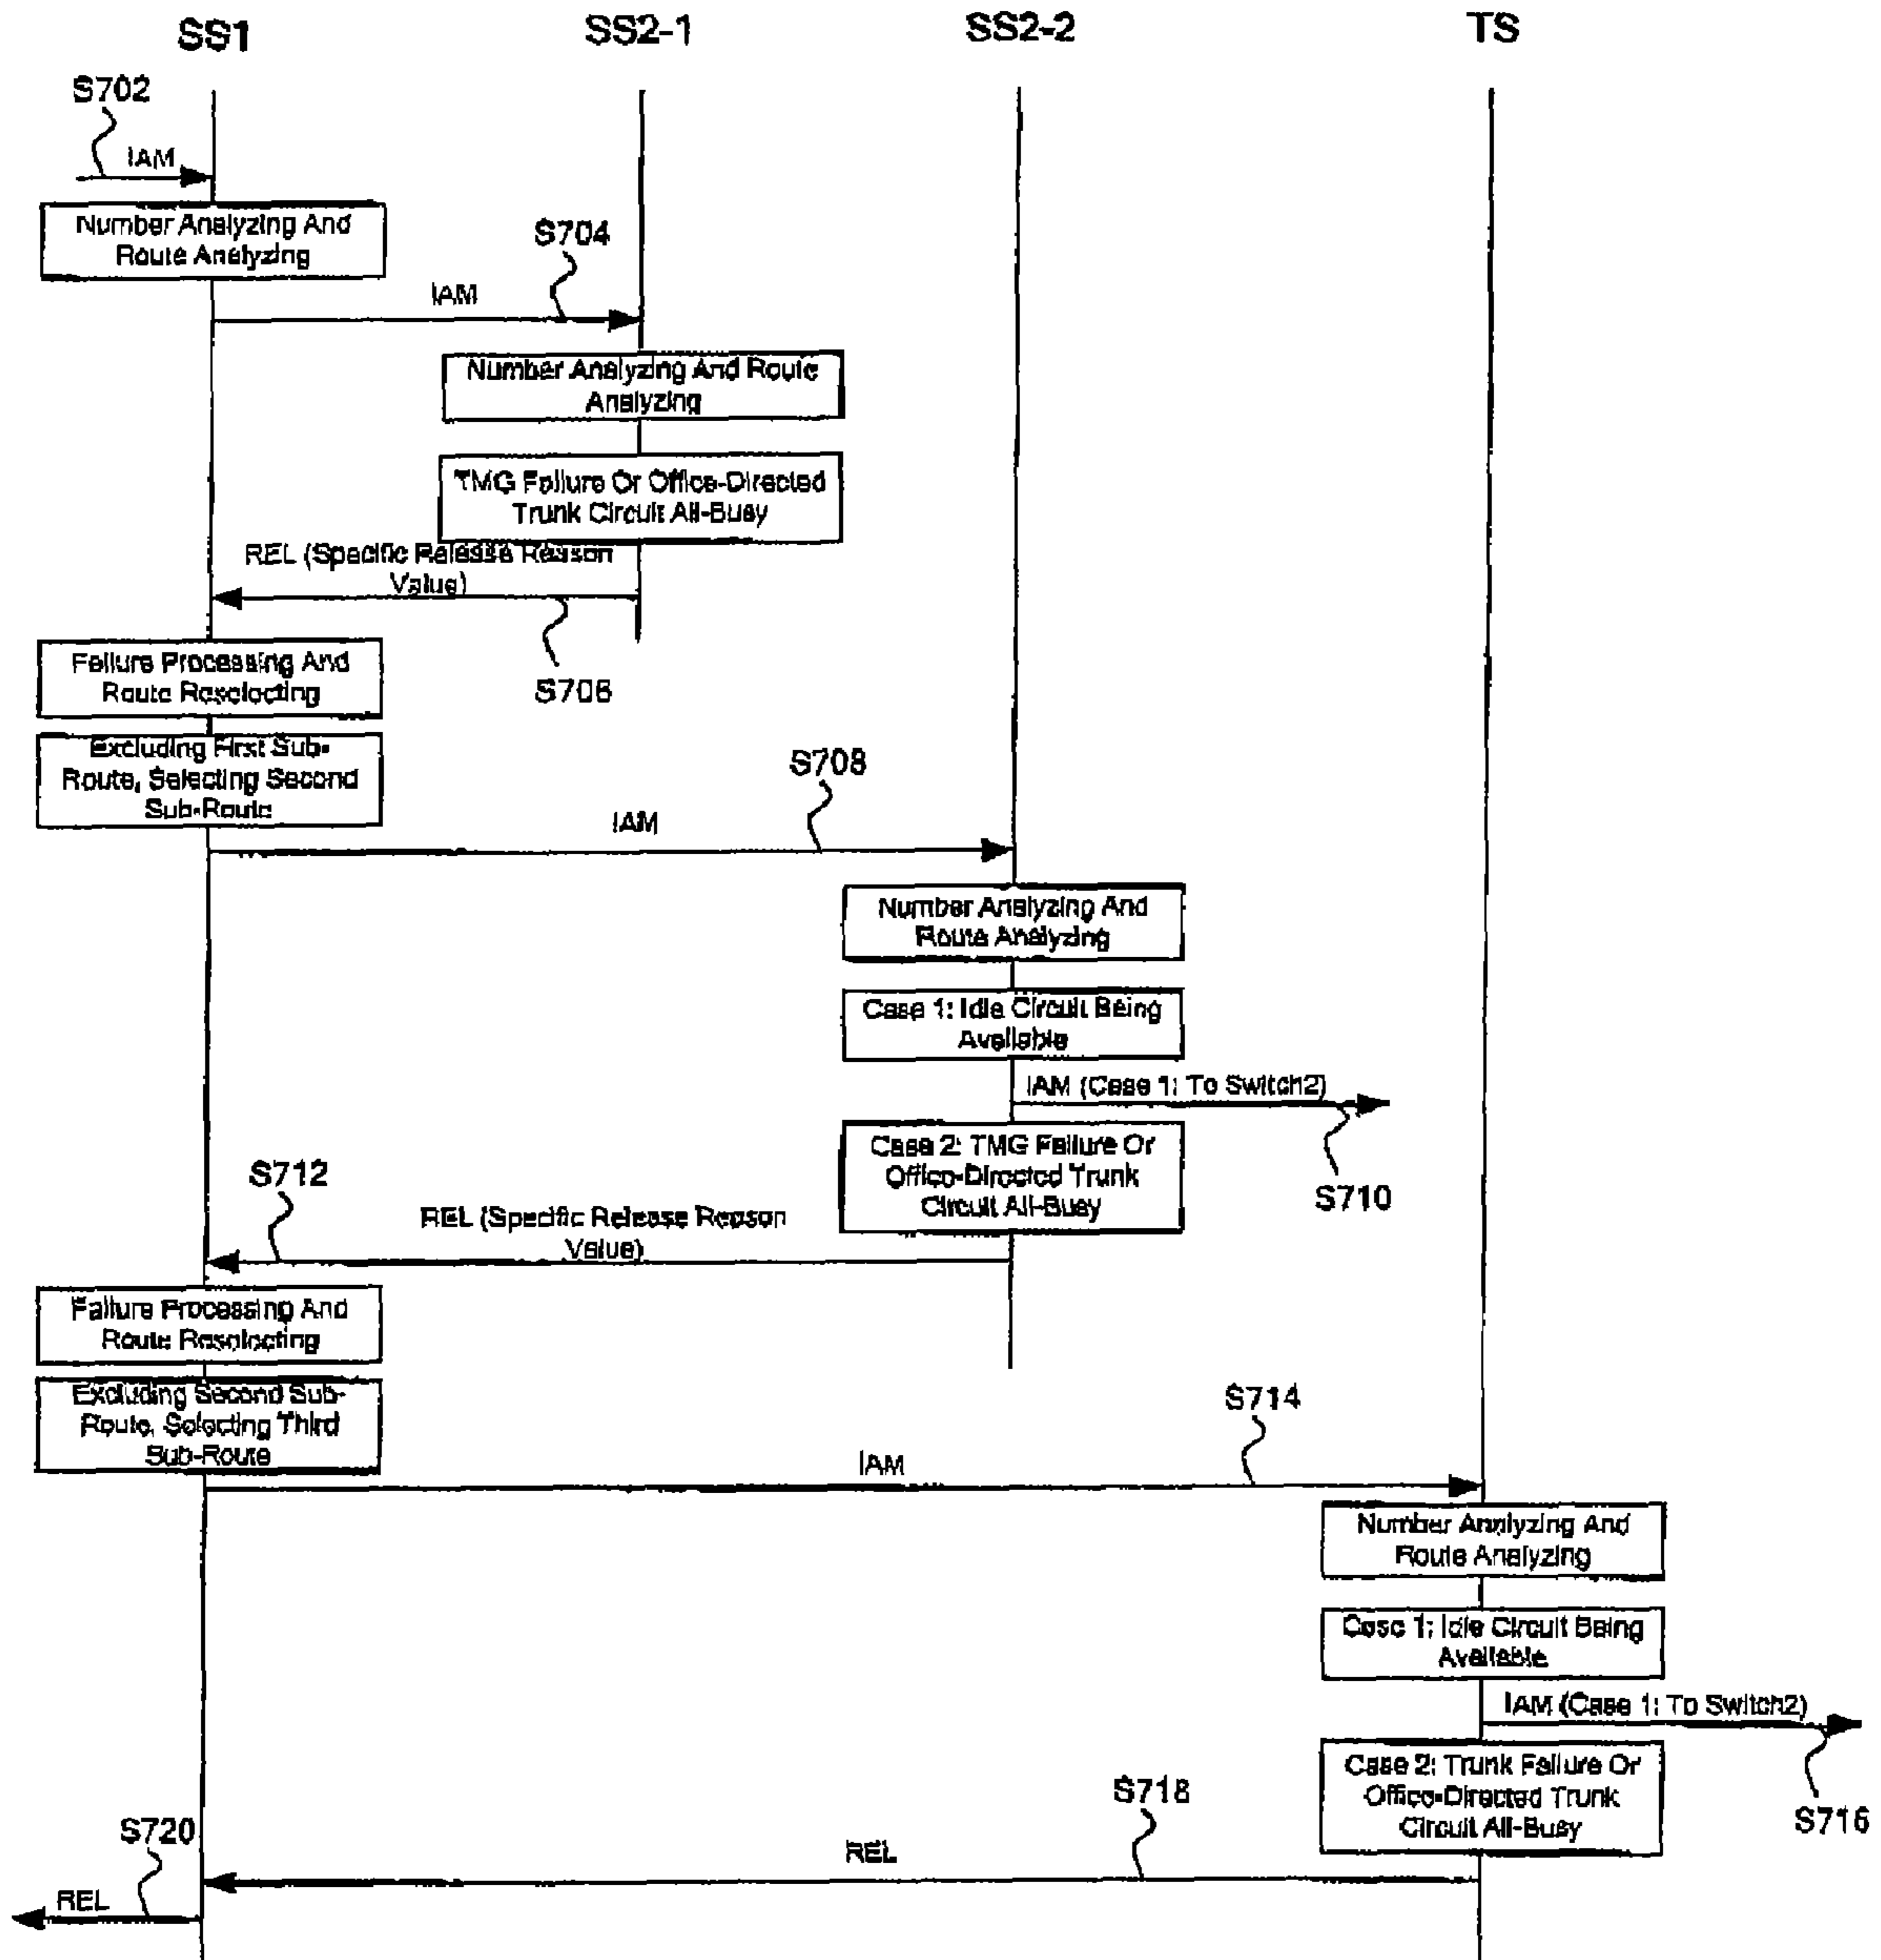 SS1 SS2-1 SS2-2 TS
S702
IAM
Number Analyzing And
Route Analyzing
S704
IAM
Number Analyzing And Route
Analyzing
TMG Failure Or Office-Directed
Trunk Circuit All-Busy
REL (Specific Release Reason
Value)
S706
Failure Processing And
Route Reselecting
Excluding First Sub-
Route, Selecting Second
Sub-Route
S708
IAM
Number Analyzing And
Route Analyzing
Case 1: Idle Circuit Being
Available
IAM (Case 1: To Switch2)
S710
Case 2: TMG Failure Or
Office-Directed Trunk
Circuit All-Busy
S712
REL (Specific Release Reason
Value)
Failure Processing And
Route Reselecting
Excluding Second Sub-
Route, Selecting Third
Sub-Route
S714
IAM
Number Analyzing And
Route Analyzing
Case 1: Idle Circuit Being
Available
IAM (Case 1: To Switch2)
S716
Case 2: Trunk Failure Or
Office-Directed Trunk
Circuit All-Busy
S718
REL
S720
REL